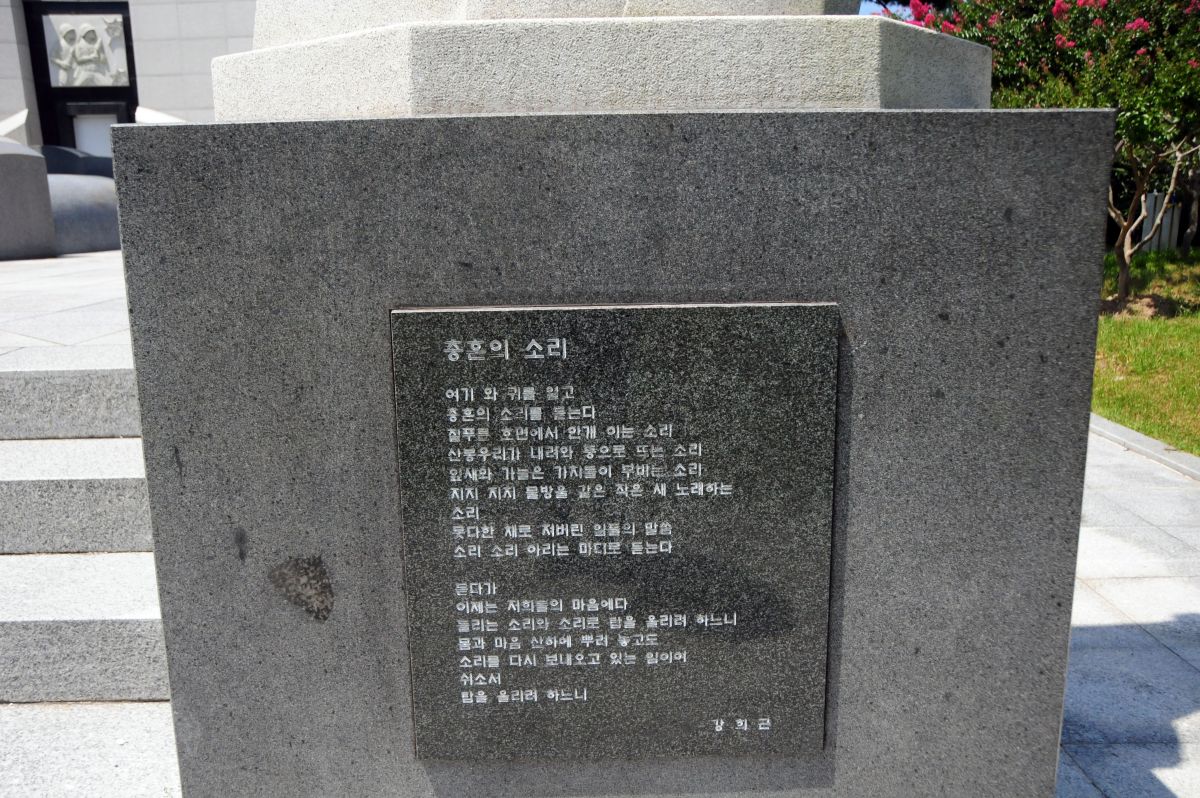 충혼의 소리
여기 와 귀를 열고
충혼의 소리를 듣는다
짙푸른 호면에서 안개 이는 소리
산봉우리가 내려와 둥으로 뜨는 소리
잎새와 가늘은 가지들이 부비는 소리
지지 지지 물방울 같은 작은 새 노래하는
소리
못다한 채로 져버린 임들의 말씀
소리 소리 아리는 마디로 듣는다
듣다가
이제는 저희들의 마음에다
들리는 소리와 소리로 탑을 올리려 하느니
몸과 마음 산하에 뿌려 놓고도
소리를 다시 보내오고 있는 임이여
쉬소서
탑을 올리려 하느니
강 희 근